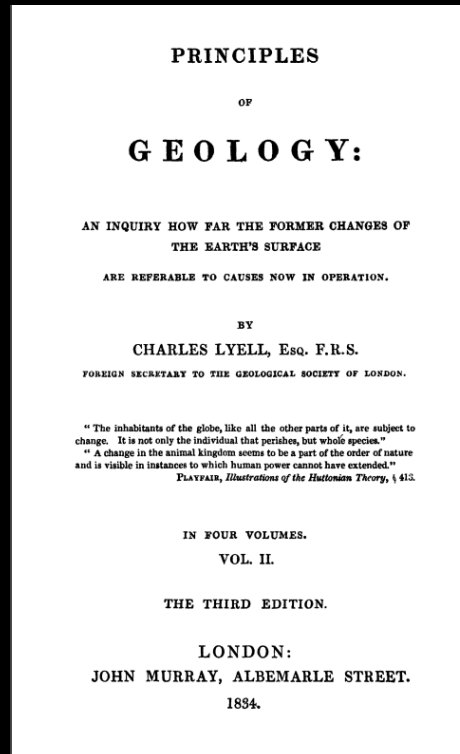 PRINCIPLES
OF
GEOLOGY:
AN INQUIRY HOW FAR THE FORMER CHANGES OF
THE EARTH'S SURFACE
ARE REFERABLE TO CAUSES NOW IN OPERATION.
BY
CHARLES LYELL, Esq. F.R.S.
FOREIGN SECRETARY TO THE GEOLOGICAL SOCIETY OF LONDON.
"The inhabitants of the globe, like all the other parts of it, are subject to
change. It is not only the individual that perishes, but whole species."
"A change in the animal kingdom seems to be a part of the order of nature
and is visible in instances to which human power cannot have extended."
PLAYFAIR, Illustrations of the Huttonian Theory, § 413.
IN FOUR VOLUMES.
VOL. II.
THE THIRD EDITION.
LONDON:
JOHN MURRAY, ALBEMARLE STREET.
1834.